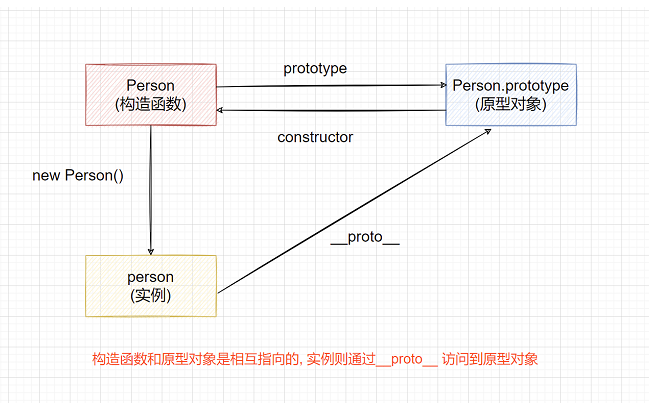 prototype
Person
(构造函数)
Person.prototype
(原型对象)
constructor
new Person()
__proto__
person
(实例)
构造函数和原型对象是相互指向的, 实例则通过__proto__ 访问到原型对象